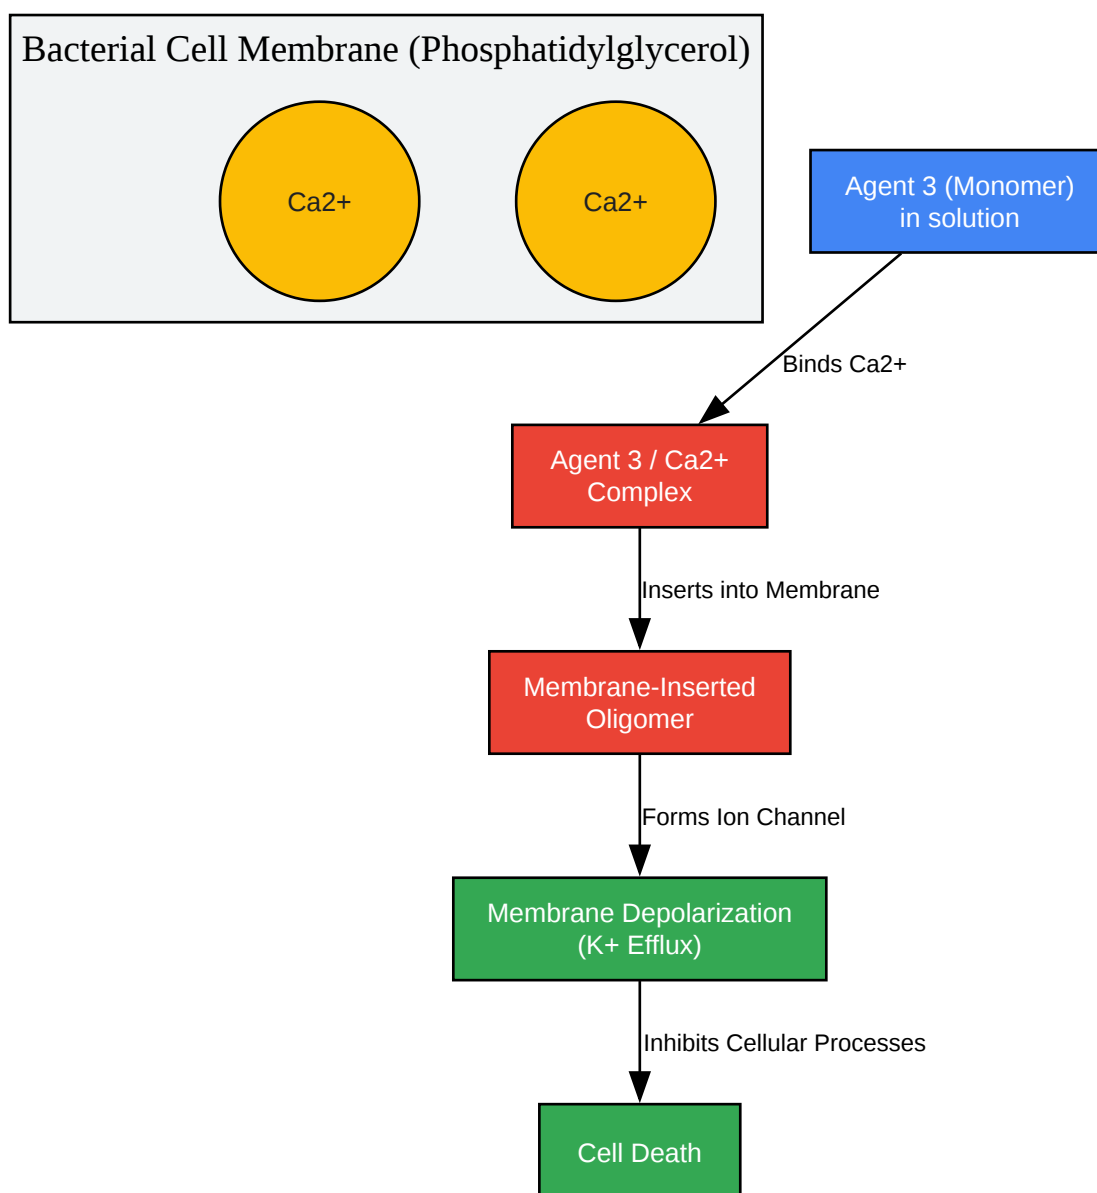 Bacterial Cell Membrane (Phosphatidylglycerol)
Ca2+
Ca2+
Agent 3 (Monomer)
in solution
Binds Ca2+
Agent 3 / Ca2+
Complex
Inserts into Membrane
Membrane-Inserted
Oligomer
Forms Ion Channel
Membrane Depolarization
(K+ Efflux)
Inhibits Cellular Processes
Cell Death